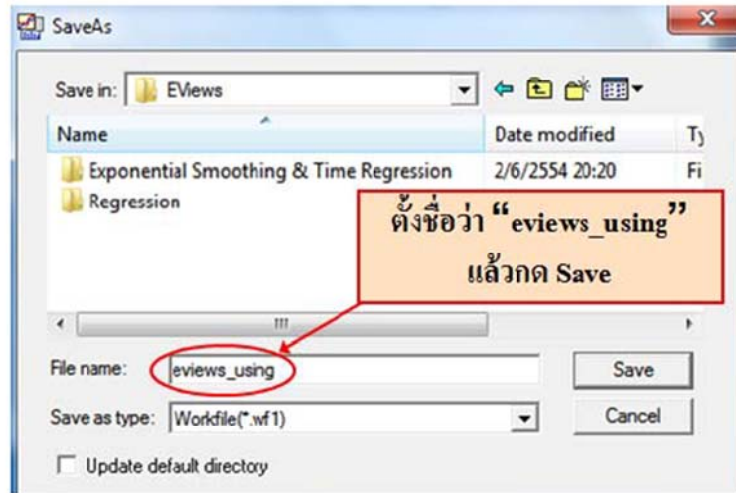 SaveAs
Save in: EViews
Name Date modified Ty
Exponential Smoothing & Time Regression 2/6/2554 20:20 Fi
Regression
ตั้งชื่อว่า “eviews_using”
แล้วกด Save
File name: eviews_using Save
Save as type: Workfile(*.wf1) Cancel
Update default directory